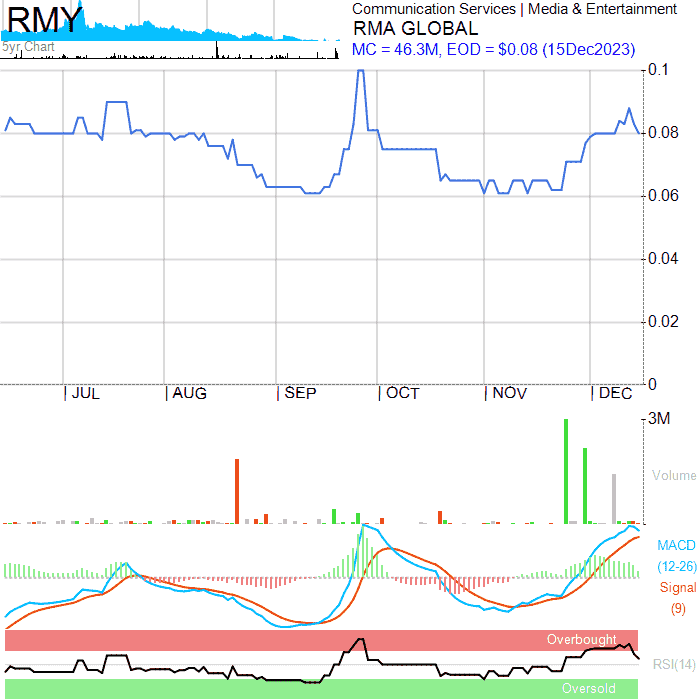 RMY
Communication Services | Media & Entertainment
RMA GLOBAL
5yr. Chart
MC = 46.3M, EOD = $0.08 (15Dec2023)
0.1
0.08
0.06
0.04
0.02
0
| JUL | AUG | SEP | OCT | NOV | DEC
3M
Volume
MACD
(12-26)
Signal
(9)
Overbought
RSI(14)
Oversold